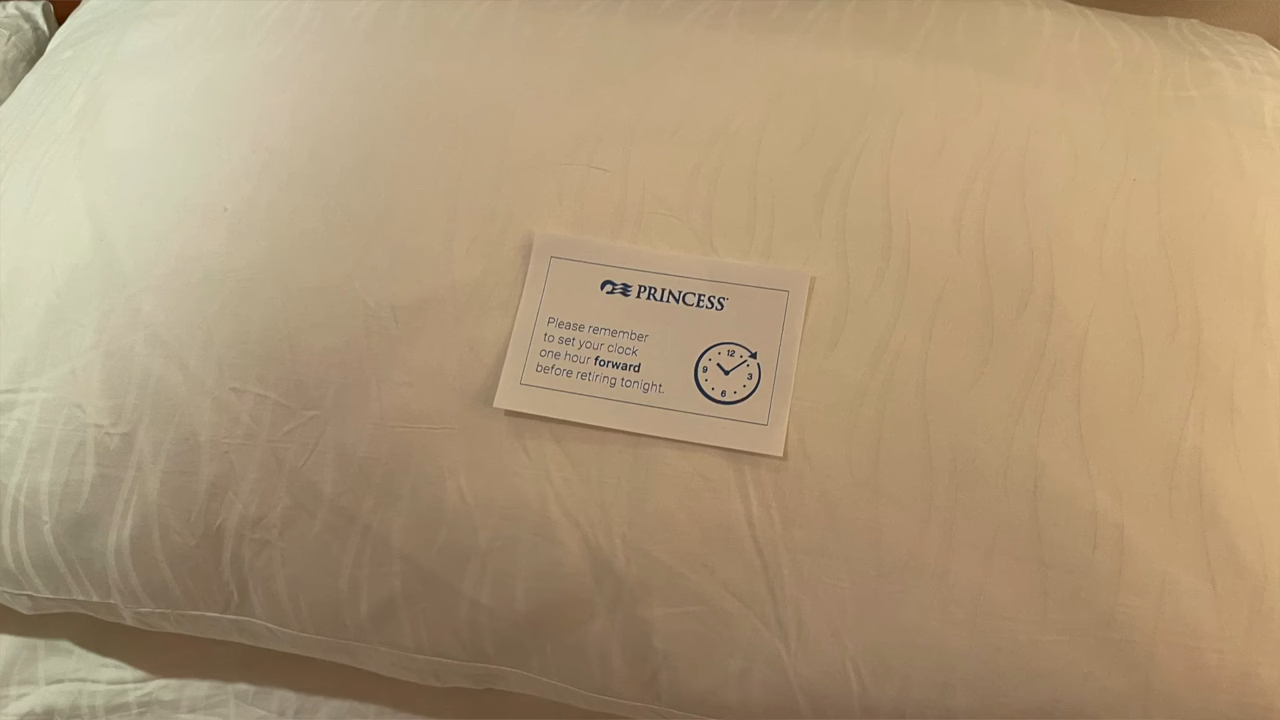 PRINCESS
Please remember
to set your clock
one hour forward
before retiring tonight.
12
9
3
6